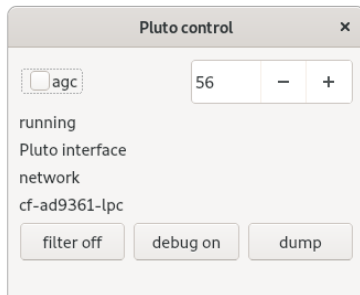 Pluto control ×
agc 56 − +
running
Pluto interface
network
cf-ad9361-lpc
filter off debug on dump